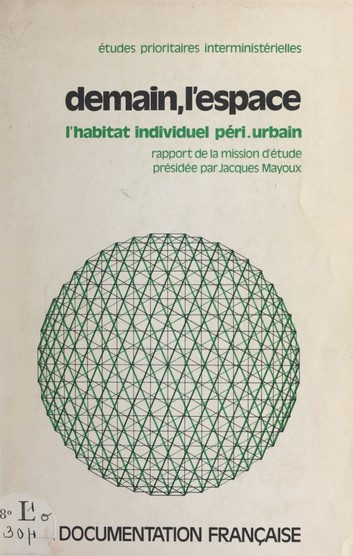 études prioritaires interministérielles
demain, l'espace
l'habitat individuel péri.urbain
rapport de la mission d'étude
présidée par Jacques Mayoux
8º L
DOCUMENTATION FRANÇAISE